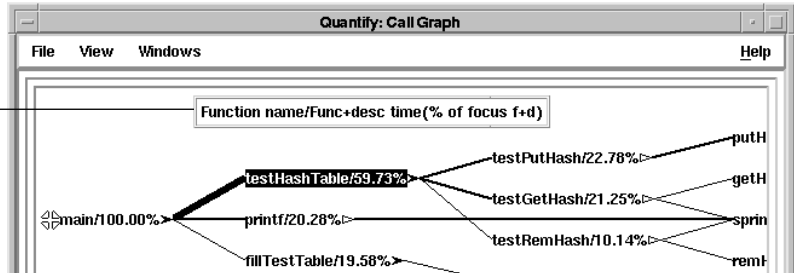 Quantify: Call Graph
File View Windows Help
Function name/Func+desc time(% of focus f+d)
putH
testPutHash/22.78%
testHashTable/59.73%
getH
testGetHash/21.25%
main/100.00%
printf/20.28%
sprin
testRemHash/10.14%
fillTestTable/19.58%
remH